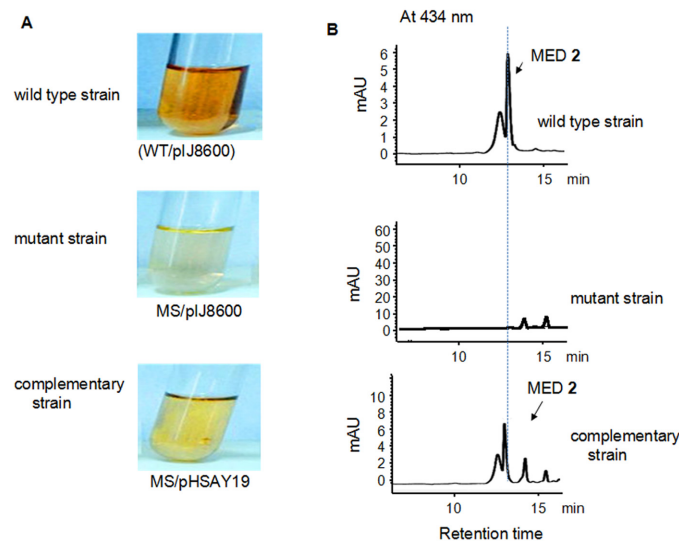 A
wild type strain
(WT/pIJ8600)
mutant strain
MS/pIJ8600
complementary
strain
MS/pHSAY19
B
At 434 nm
MED 2
wild type strain
mAU
6
5
4
3
2
1
0
10
15
min
mutant strain
mAU
60
50
40
30
20
10
0
10
15
min
MED 2
complementary
strain
mAU
10
8
6
4
2
0
10
15
min
Retention time